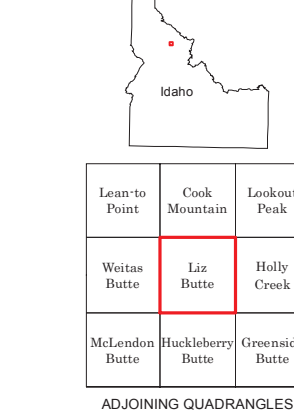 Idaho
Lean-to
Point
Cook
Mountain
Lookout
Peak
Weitas
Butte
Liz
Butte
Holly
Creek
McLendon
Butte
Huckleberry
Butte
Greensid
Butte
ADJOINING QUADRANGLES